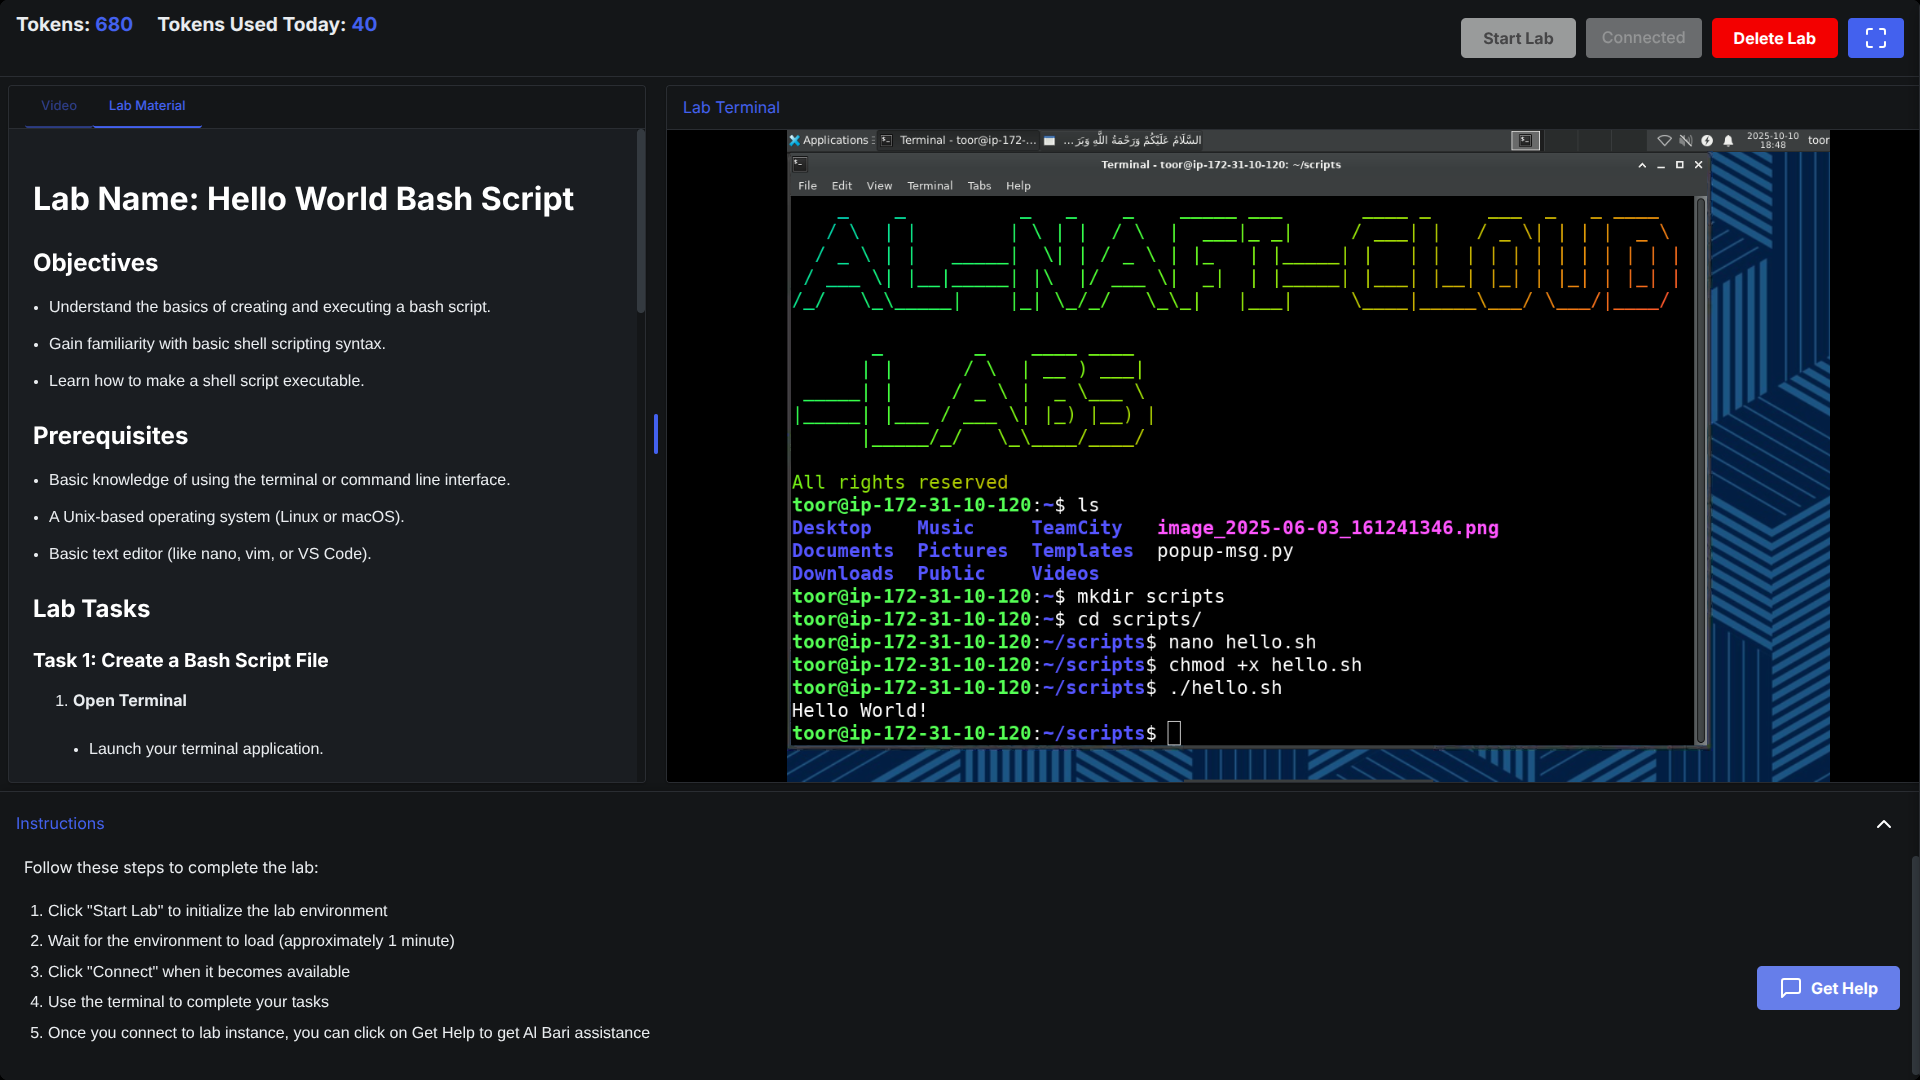 Tokens: 680 Tokens Used Today: 40
Start Lab
Connected
Delete Lab
Video
Lab Material
Lab Name: Hello World Bash Script
Objectives
• Understand the basics of creating and executing a bash script.
• Gain familiarity with basic shell scripting syntax.
• Learn how to make a shell script executable.
Prerequisites
• Basic knowledge of using the terminal or command line interface.
• A Unix-based operating system (Linux or macOS).
• Basic text editor (like nano, vim, or VS Code).
Lab Tasks
Task 1: Create a Bash Script File
1. Open Terminal
• Launch your terminal application.
Lab Terminal
Applications
Terminal - toor@ip-172-...
السَّلَامُ عَلَيْكُمْ وَرَحْمَةُ اللَّهِ وَبَرَ...
2025-10-10
18:48
toor
Terminal - toor@ip-172-31-10-120: ~/scripts
File Edit View Terminal Tabs Help
AL-NAFI-CLOUD
-LABS
All rights reserved
toor@ip-172-31-10-120:~$ ls
Desktop Music TeamCity image_2025-06-03_161241346.png
Documents Pictures Templates popup-msg.py
Downloads Public Videos
toor@ip-172-31-10-120:~$ mkdir scripts
toor@ip-172-31-10-120:~$ cd scripts/
toor@ip-172-31-10-120:~/scripts$ nano hello.sh
toor@ip-172-31-10-120:~/scripts$ chmod +x hello.sh
toor@ip-172-31-10-120:~/scripts$ ./hello.sh
Hello World!
toor@ip-172-31-10-120:~/scripts$
Instructions
Follow these steps to complete the lab:
1. Click "Start Lab" to initialize the lab environment
2. Wait for the environment to load (approximately 1 minute)
3. Click "Connect" when it becomes available
4. Use the terminal to complete your tasks
5. Once you connect to lab instance, you can click on Get Help to get Al Bari assistance
Get Help